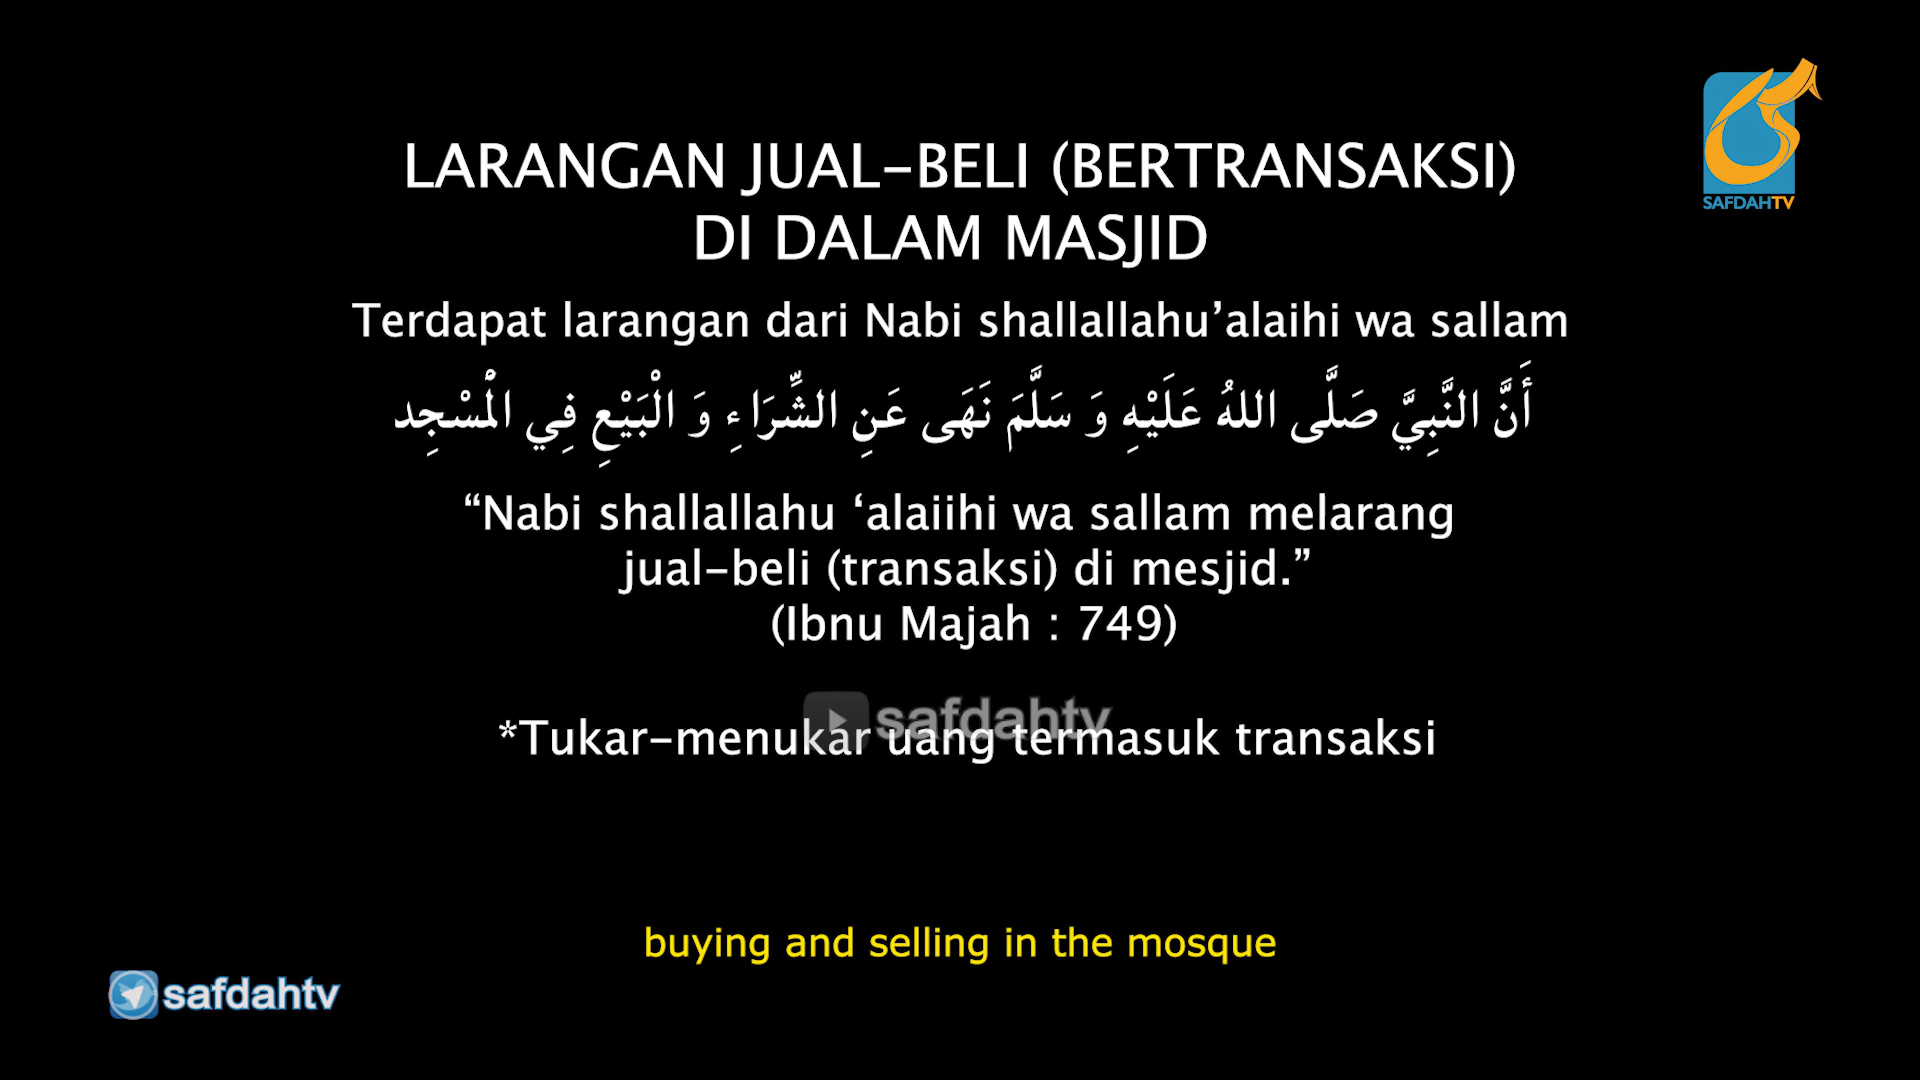 SAFDAHTV
LARANGAN JUAL-BELI (BERTRANSAKSI)
DI DALAM MASJID
Terdapat larangan dari Nabi shallallahu’alaihi wa sallam
أَنَّ النَّبِيَّ صَلَّى اللهُ عَلَيْهِ وَ سَلَّمَ نَهَى عَنِ الشِّرَاءِ وَ الْبَيْعِ فِي الْمَسْجِد
“Nabi shallallahu ‘alaiihi wa sallam melarang
jual-beli (transaksi) di mesjid.”
(Ibnu Majah : 749)
safdahtv
*Tukar-menukar uang termasuk transaksi
buying and selling in the mosque
safdahtv